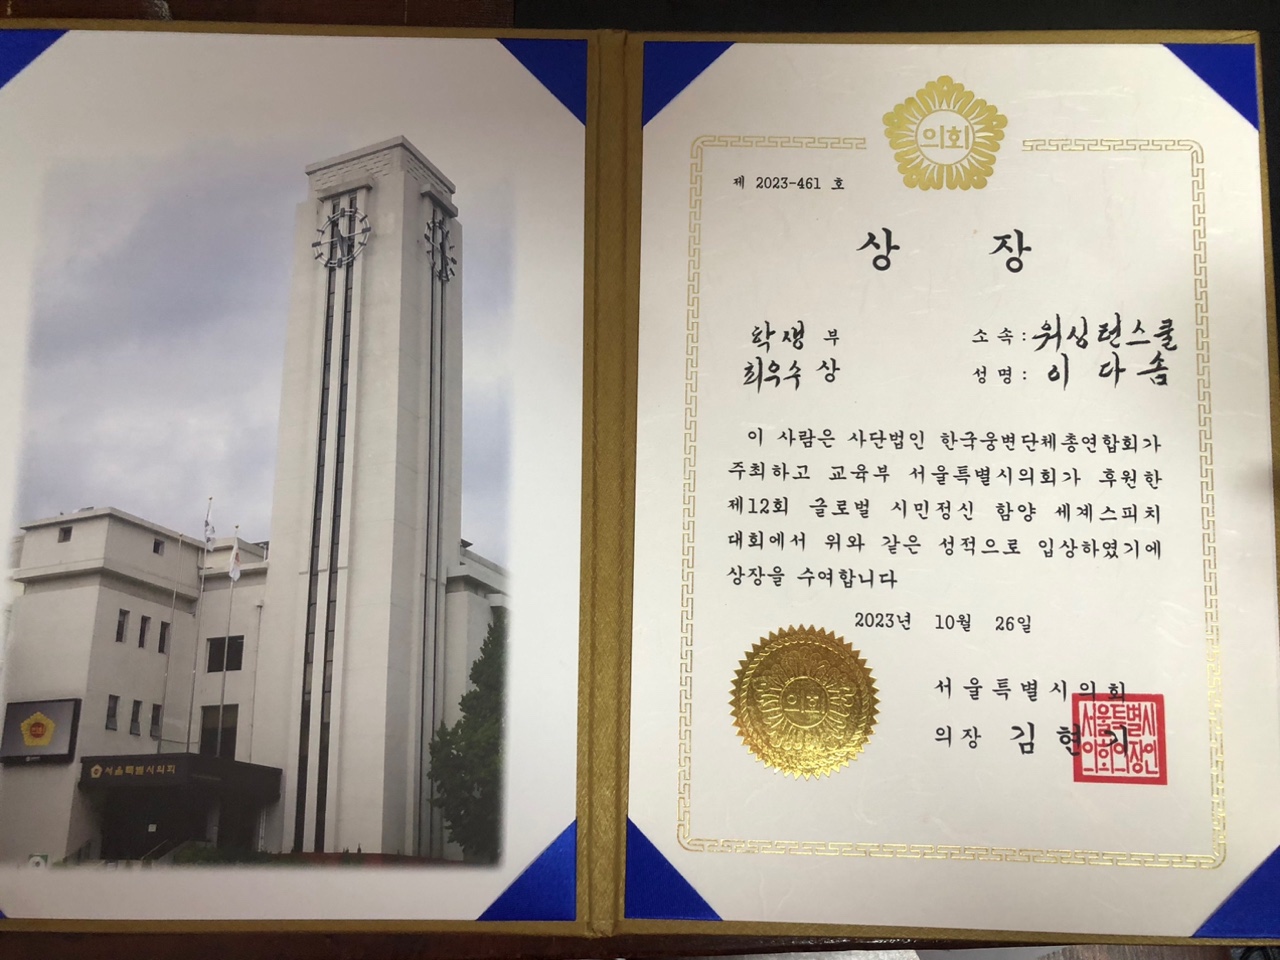 서울특별시의회
의회
제 2023-461 호
상 장
학생 부
최우수 상
소속: 워싱턴스쿨
성명: 이다솜
이 사람은 사단법인 한국웅변단체총연합회가
주최하고 교육부 서울특별시의회가 후원한
제12회 글로벌 시민정신 함양 세계스피치
대회에서 위와 같은 성적으로 입상하였기에
상장을 수여합니다
2023년 10월 26일
의회
서울특별시의회
의장 김현기
서울특별시
의회의장인